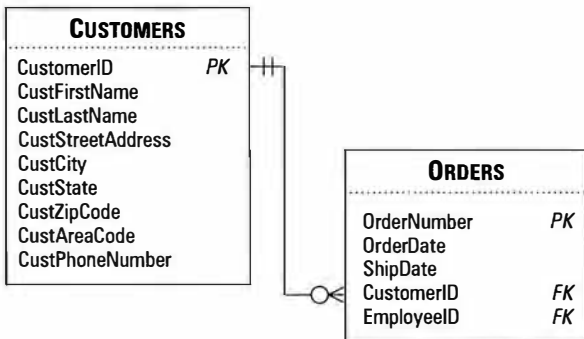 CUSTOMERS
CustomerID PK
CustFirstName
CustLastName
CustStreetAddress
CustCity
CustState
CustZipCode
CustAreaCode
CustPhoneNumber
ORDERS
OrderNumber PK
OrderDate
ShipDate
CustomerID FK
EmployeeID FK